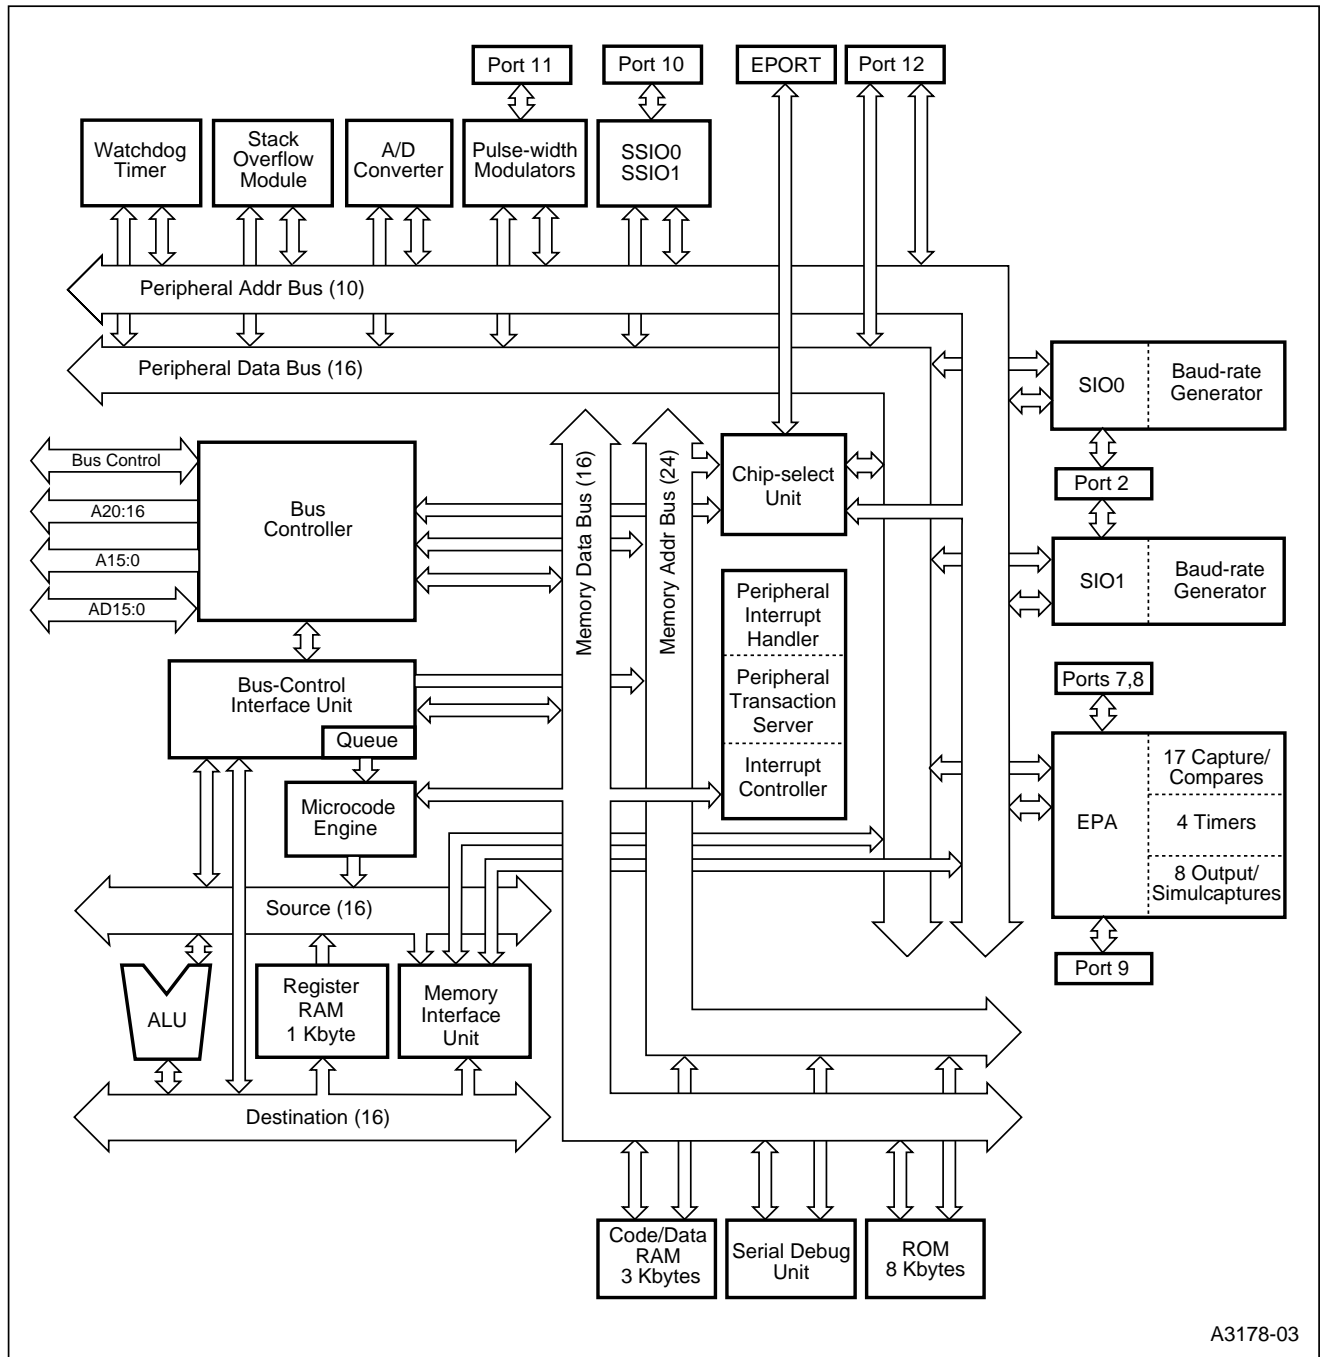 Port 11
Port 10
EPORT
Port 12
Watchdog
Timer
Stack
Overflow
Module
A/D
Converter
Pulse-width
Modulators
SSIO0
SSIO1
Peripheral Addr Bus (10)
Peripheral Data Bus (16)
SIO0
Baud-rate
Generator
Port 2
SIO1
Baud-rate
Generator
Bus Control
A20:16
A15:0
AD15:0
Bus
Controller
Memory Data Bus (16)
Memory Addr Bus (24)
Chip-select
Unit
Peripheral
Interrupt
Handler
Peripheral
Transaction
Server
Interrupt
Controller
Bus-Control
Interface Unit
Queue
Microcode
Engine
Ports 7,8
EPA
17 Capture/
Compares
4 Timers
8 Output/
Simulcaptures
Port 9
Source (16)
ALU
Register
RAM
1 Kbyte
Memory
Interface
Unit
Destination (16)
Code/Data
RAM
3 Kbytes
Serial Debug
Unit
ROM
8 Kbytes
A3178-03